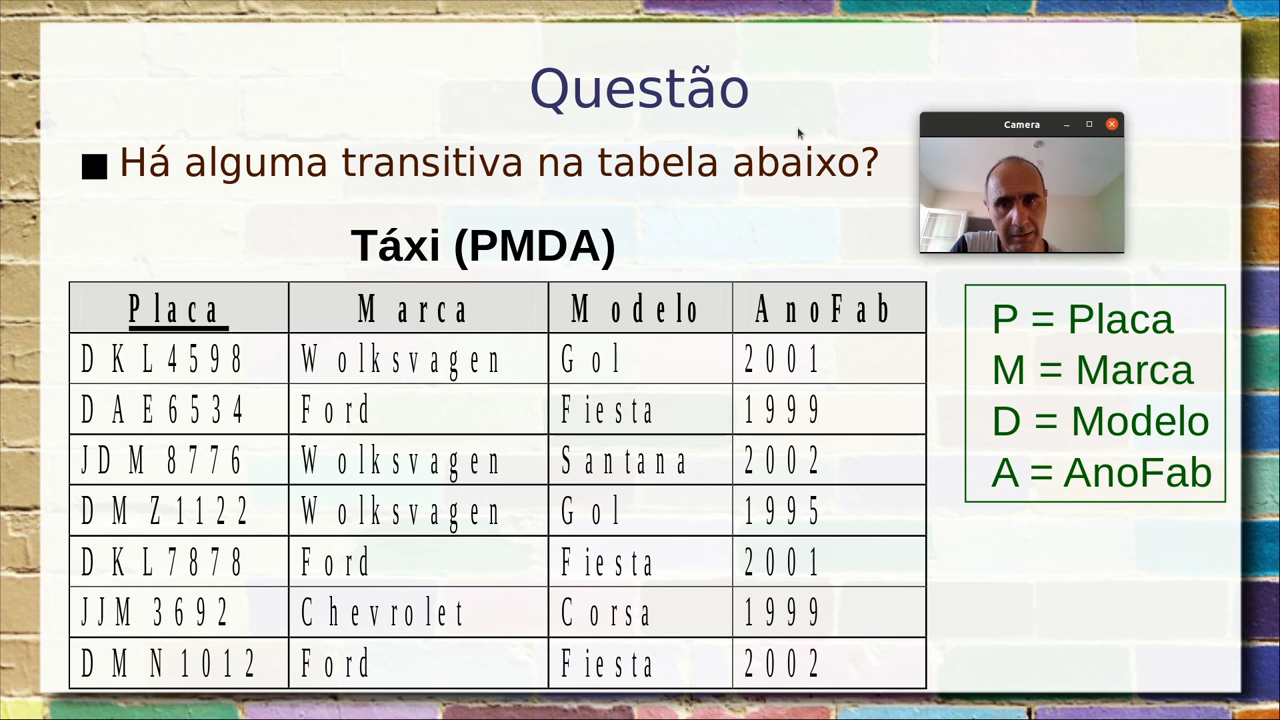 Questão
Camera
Há alguma transitiva na tabela abaixo?
Táxi (PMDA)
Placa Marca Modelo AnoFab
DKL4598 Wolksvagen Gol 2001
DAE6534 Ford Fiesta 1999
JDM8776 Wolksvagen Santana 2002
DMZ1122 Wolksvagen Gol 1995
DKL7878 Ford Fiesta 2001
JJM3692 Chevrolet Corsa 1999
DMN1012 Ford Fiesta 2002
P = Placa
M = Marca
D = Modelo
A = AnoFab